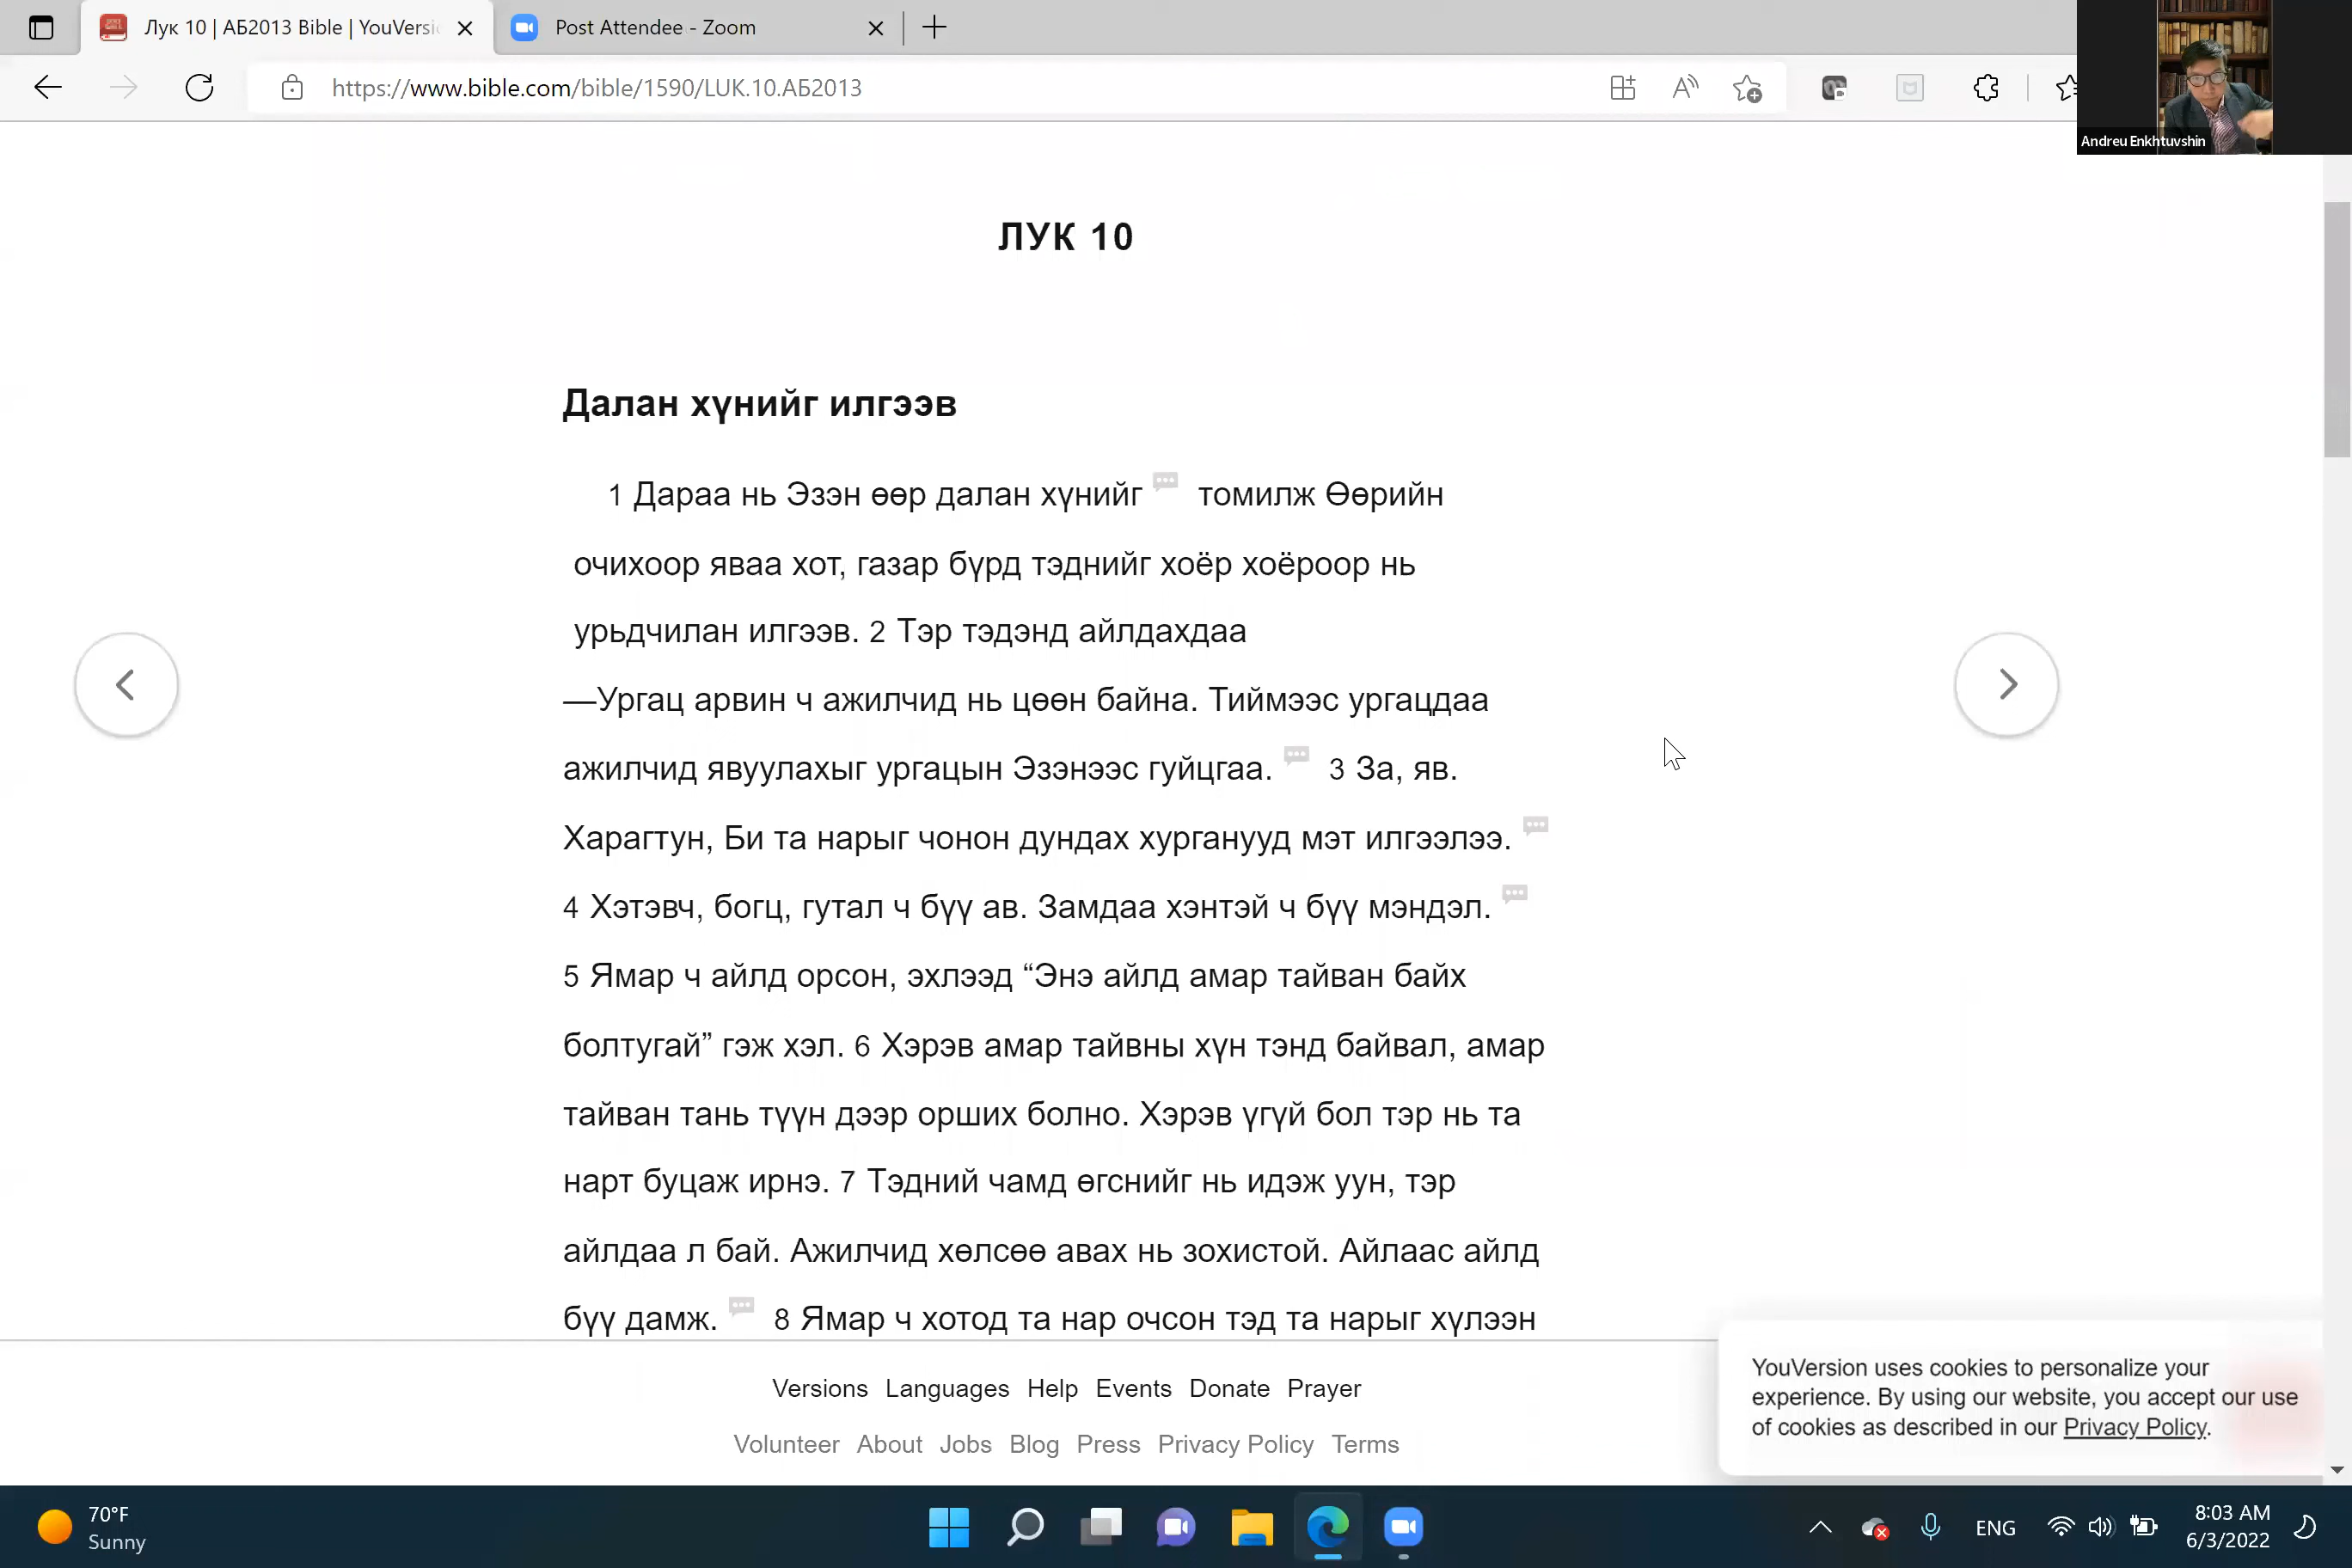 Лук 10 | АБ2013 Bible | YouVersi
Post Attendee - Zoom
https://www.bible.com/bible/1590/LUK.10.АБ2013
Andreu Enkhtuvshin
ЛУК 10
Далан хүнийг илгээв
1 Дараа нь Эзэн өөр далан хүнийг томилж Өөрийн
очихоор яваа хот, газар бүрд тэднийг хоёр хоёроор нь
урьдчилан илгээв. 2 Тэр тэдэнд айлдахдаа
—Ургац арвин ч ажилчид нь цөөн байна. Тиймээс ургацдаа
ажилчид явуулахыг ургацын Эзэнээс гуйцгаа. 3 За, яв.
Харагтун, Би та нарыг чонон дундах хурганууд мэт илгээлээ.
4 Хэтэвч, богц, гутал ч бүү ав. Замдаа хэнтэй ч бүү мэндэл.
5 Ямар ч айлд орсон, эхлээд “Энэ айлд амар тайван байх
болтугай” гэж хэл. 6 Хэрэв амар тайвны хүн тэнд байвал, амар
тайван тань түүн дээр орших болно. Хэрэв үгүй бол тэр нь та
нарт буцаж ирнэ. 7 Тэдний чамд өгснийг нь идэж уун, тэр
айлдаа л бай. Ажилчид хөлсөө авах нь зохистой. Айлаас айлд
бүү дамж. 8 Ямар ч хотод та нар очсон тэд та нарыг хүлээн
Versions Languages Help Events Donate Prayer
Volunteer About Jobs Blog Press Privacy Policy Terms
YouVersion uses cookies to personalize your
experience. By using our website, you accept our use
of cookies as described in our Privacy Policy.
70°F
Sunny
ENG
8:03 AM
6/3/2022